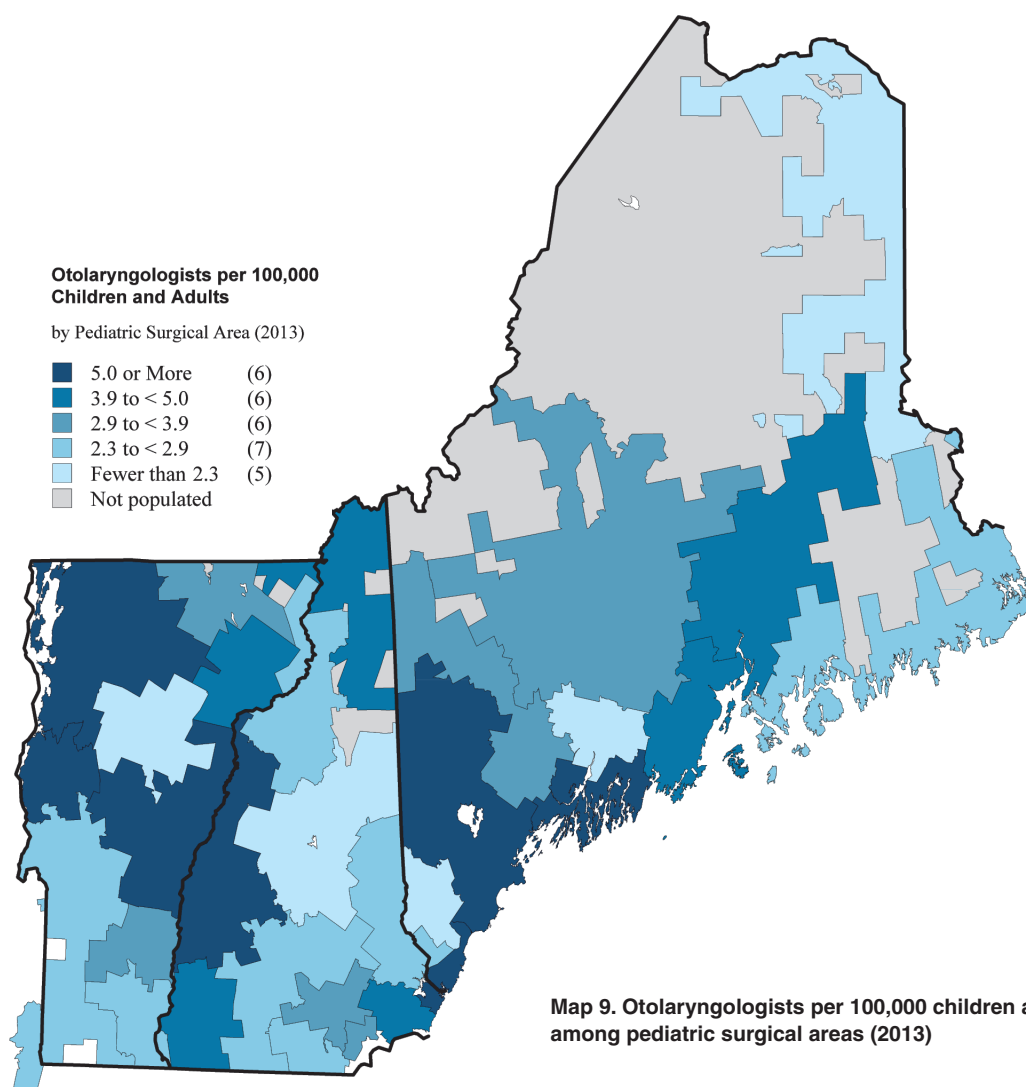 Otolaryngologists per 100,000
Children and Adults
by Pediatric Surgical Area (2013)
5.0 or More (6)
3.9 to < 5.0 (6)
2.9 to < 3.9 (6)
2.3 to < 2.9 (7)
Fewer than 2.3 (5)
Not populated
Map 9. Otolaryngologists per 100,000 children a
among pediatric surgical areas (2013)